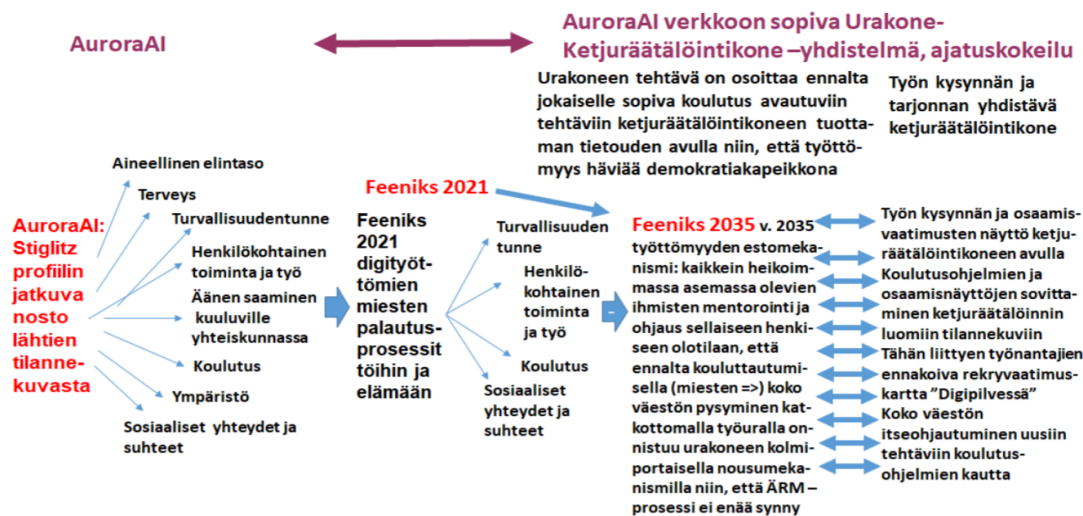 AuroraAI
AuroraAI verkkoon sopiva Urakone-
Ketjuräätälöintikone –yhdistelmä, ajatuskokeilu
Urakoneen tehtävä on osoittaa ennalta
jokaiselle sopiva koulutus avautuviin
tehtäviin ketjuräätälöintikoneen tuotta-
man tietouden avulla niin, että työttö-
myys häviää demokratiakapeikkona
Työn kysynnän ja
tarjonnan yhdistävä
ketjuräätälöintikone
AuroraAI:
Stiglitz
profiilin
jatkuva
nosto
lähtien
tilanne-
kuvasta
Aineellinen elintaso
Terveys
Turvallisuudentunne
Henkilökohtainen
toiminta ja työ
Äänen saaminen
kuuluville
yhteiskunnassa
Koulutus
Ympäristö
Sosiaaliset yhteydet ja
suhteet
Feeniks 2021
Feeniks
2021
digityöt-
tömien
miesten
palautus-
prosessit
töihin ja
elämään
Turvallisuuden
tunne
Henkilö-
kohtainen
toiminta
ja työ
Koulutus
Sosiaaliset
yhteydet ja
suhteet
Feeniks 2035 v. 2035
työttömyyden estomeka-
nismi: kaikkein heikoim-
massa asemassa olevien
ihmisten mentorointi ja
ohjaus sellaiseen henki-
seen olotilaan, että
ennalta kouluttautumi-
sella (miesten =>) koko
väestön pysyminen kat-
kottomalla työuralla on-
nistuu urakoneen kolmi-
portaisella nousumeka-
nismilla niin, että ÄRM –
prosessi ei enää synny
Työn kysynnän ja osaamis-
vaatimusten näyttö ketju-
räätälöintikoneen avulla
Koulutusohjelmien ja
osaamisnäyttöjen sovitta-
minen ketjuräätälöinnin
luomiin tilannekuviin
Tähän liittyen työnantajien
ennakoiva rekryvaatimus-
kartta ”Digipilvessä”
Koko väestön
itseohjautuminen uusiin
tehtäviin koulutus-
ohjelmien kautta